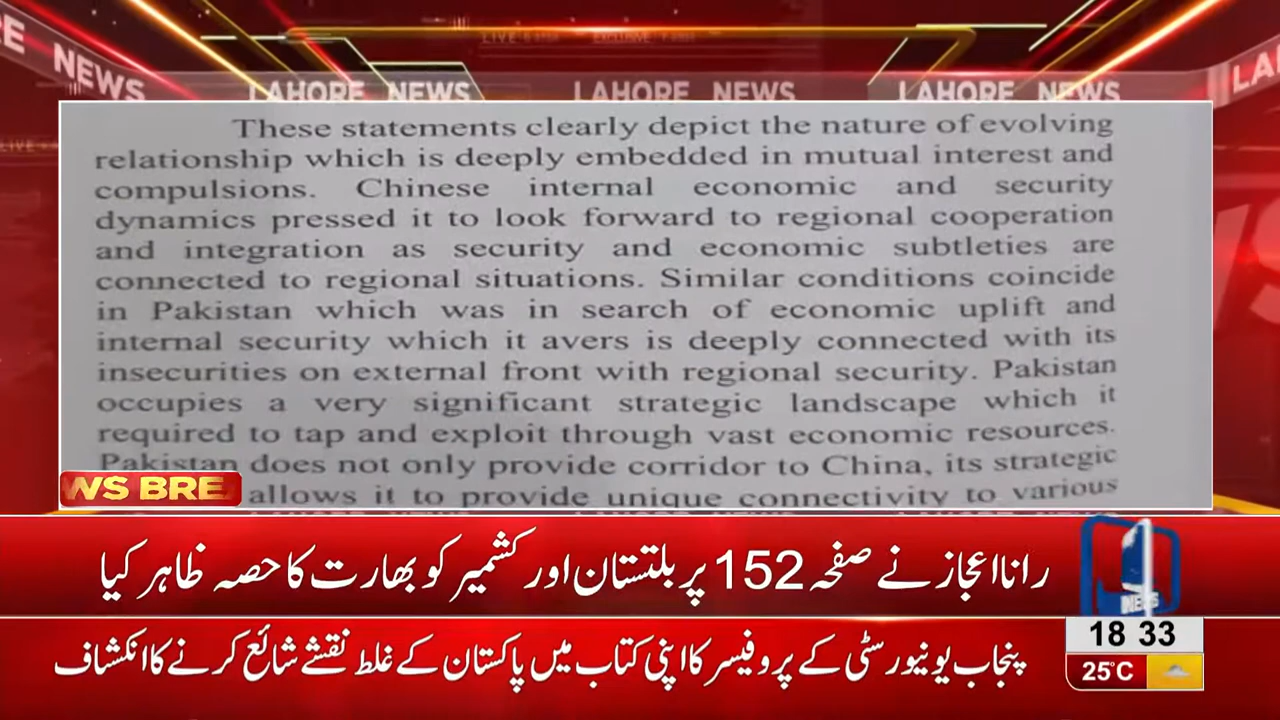 RE NEWS
LAHORE NEWS
LAHORE NEWS
LAHORE NEWS
LA
These statements clearly depict the nature of evolving
relationship which is deeply embedded in mutual interest and
compulsions. Chinese internal economic and security
dynamics pressed it to look forward to regional cooperation
and integration as security and economic subtleties are
connected to regional situations. Similar conditions coincide
in Pakistan which was in search of economic uplift and
internal security which it avers is deeply connected with its
insecurities on external front with regional security. Pakistan
occupies a very significant strategic landscape which it
required to tap and exploit through vast economic resources.
Pakistan does not only provide corridor to China, its strategic
allows it to provide unique connectivity to various
WS BRE
رانا اعجاز نے صفحہ 152 پر بلتستان اور کشمیر کو بھارت کا حصہ ظاہر کیا
NEWS
18 33
پنجاب یونیورسٹی کے پروفیسر کا اپنی کتاب میں پاکستان کے غلط نقشے شائع کرنے کا انکشاف
25°C